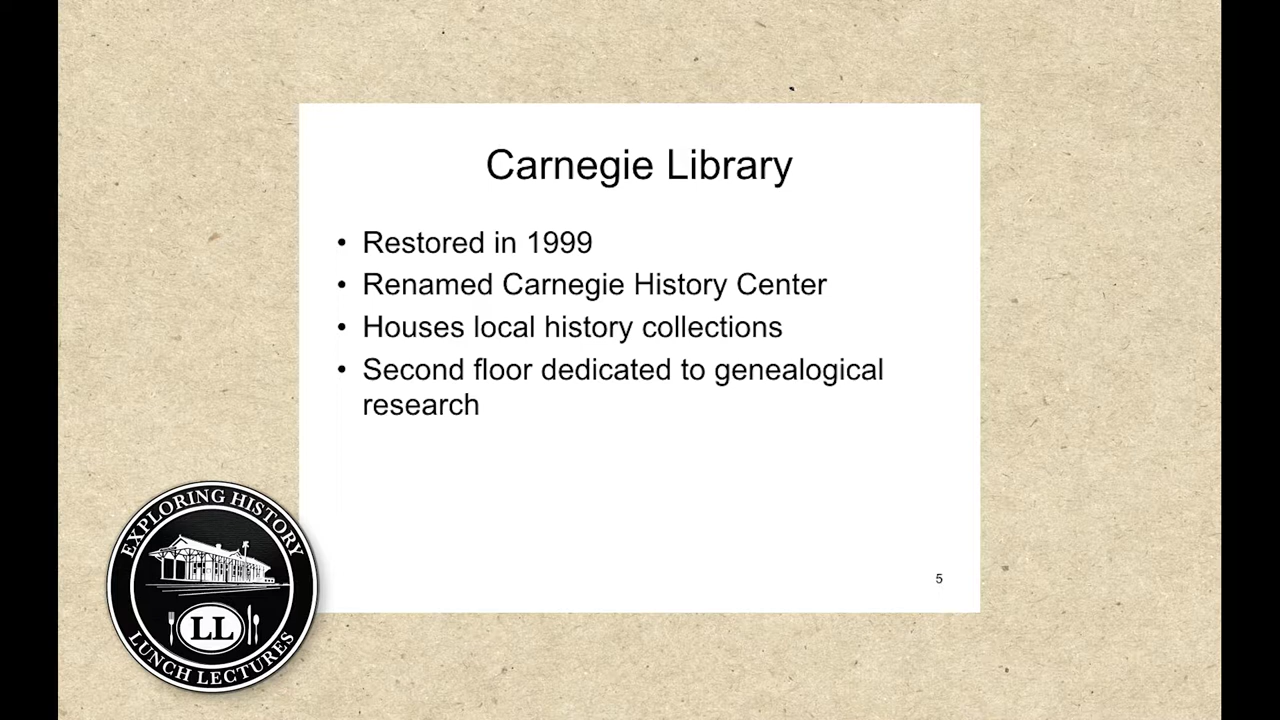 Carnegie Library
• Restored in 1999
• Renamed Carnegie History Center
• Houses local history collections
• Second floor dedicated to genealogical
research
5
EXPLORING HISTORY
LL
LUNCH LECTURES